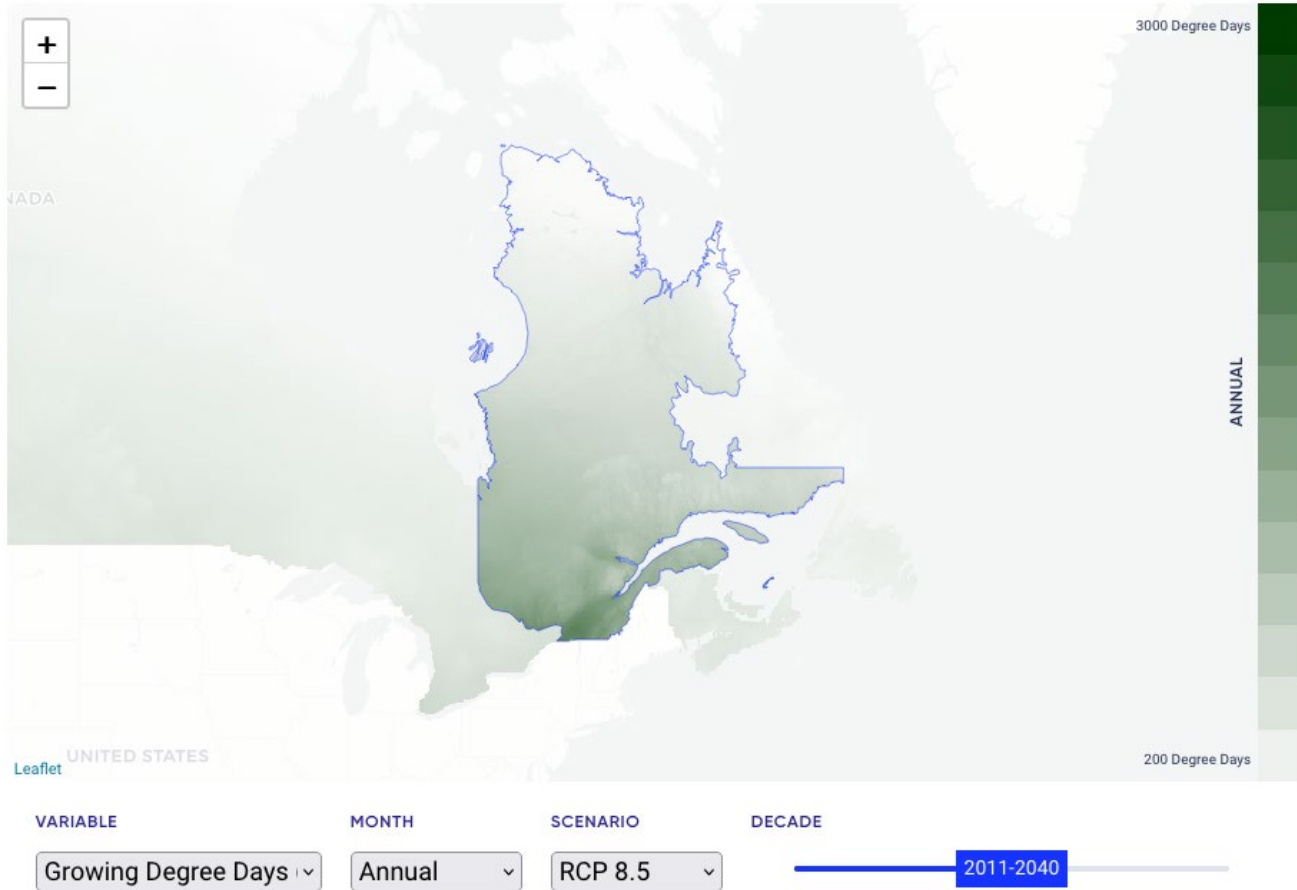 +
3000 Degree Days
−
NADA
ANNUAL
UNITED STATES
200 Degree Days
Leaflet
VARIABLE MONTH SCENARIO DECADE
Growing Degree Days Annual RCP 8.5 2011-2040